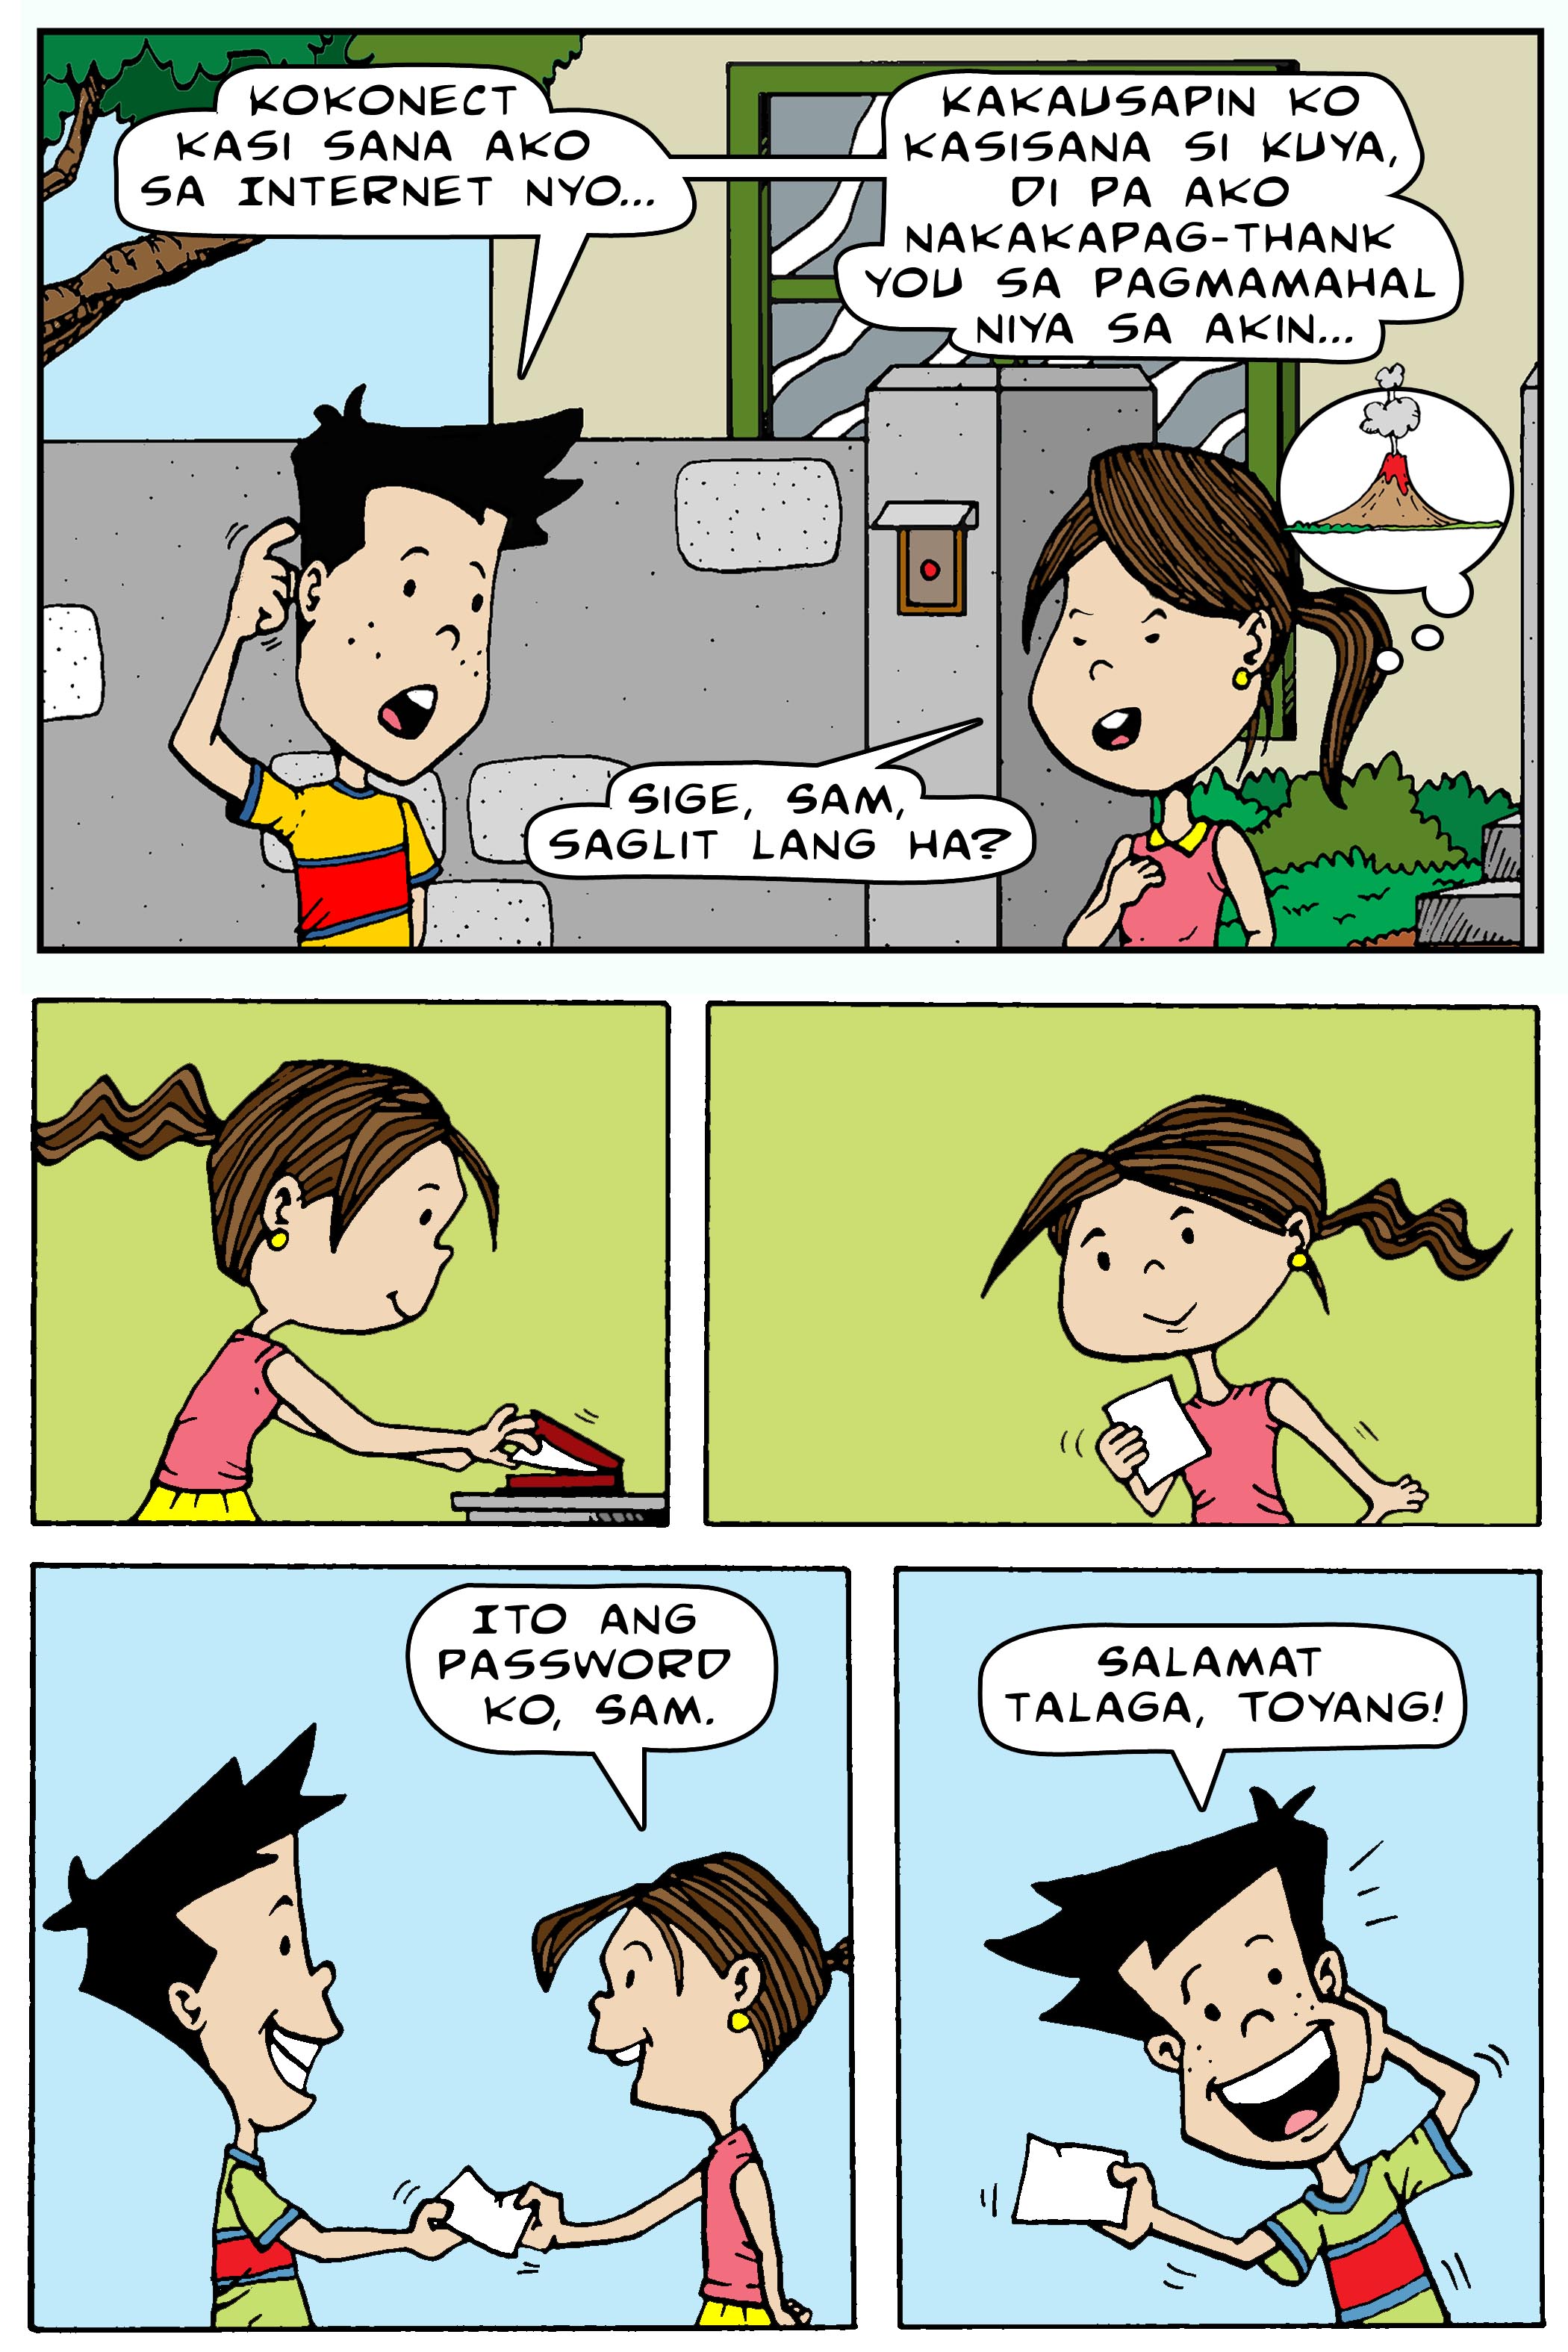 KOKONECT
KASI SANA AKO
SA INTERNET NYO...
KAKAUSAPIN KO
KASISANA SI KUYA,
DI PA AKO
NAKAKAPAG-THANK
YOU SA PAGMAMAHAL
NIYA SA AKIN...
SIGE, SAM,
SAGLIT LANG HA?
ITO ANG
PASSWORD
KO, SAM.
SALAMAT
TALAGA, TOYANG!